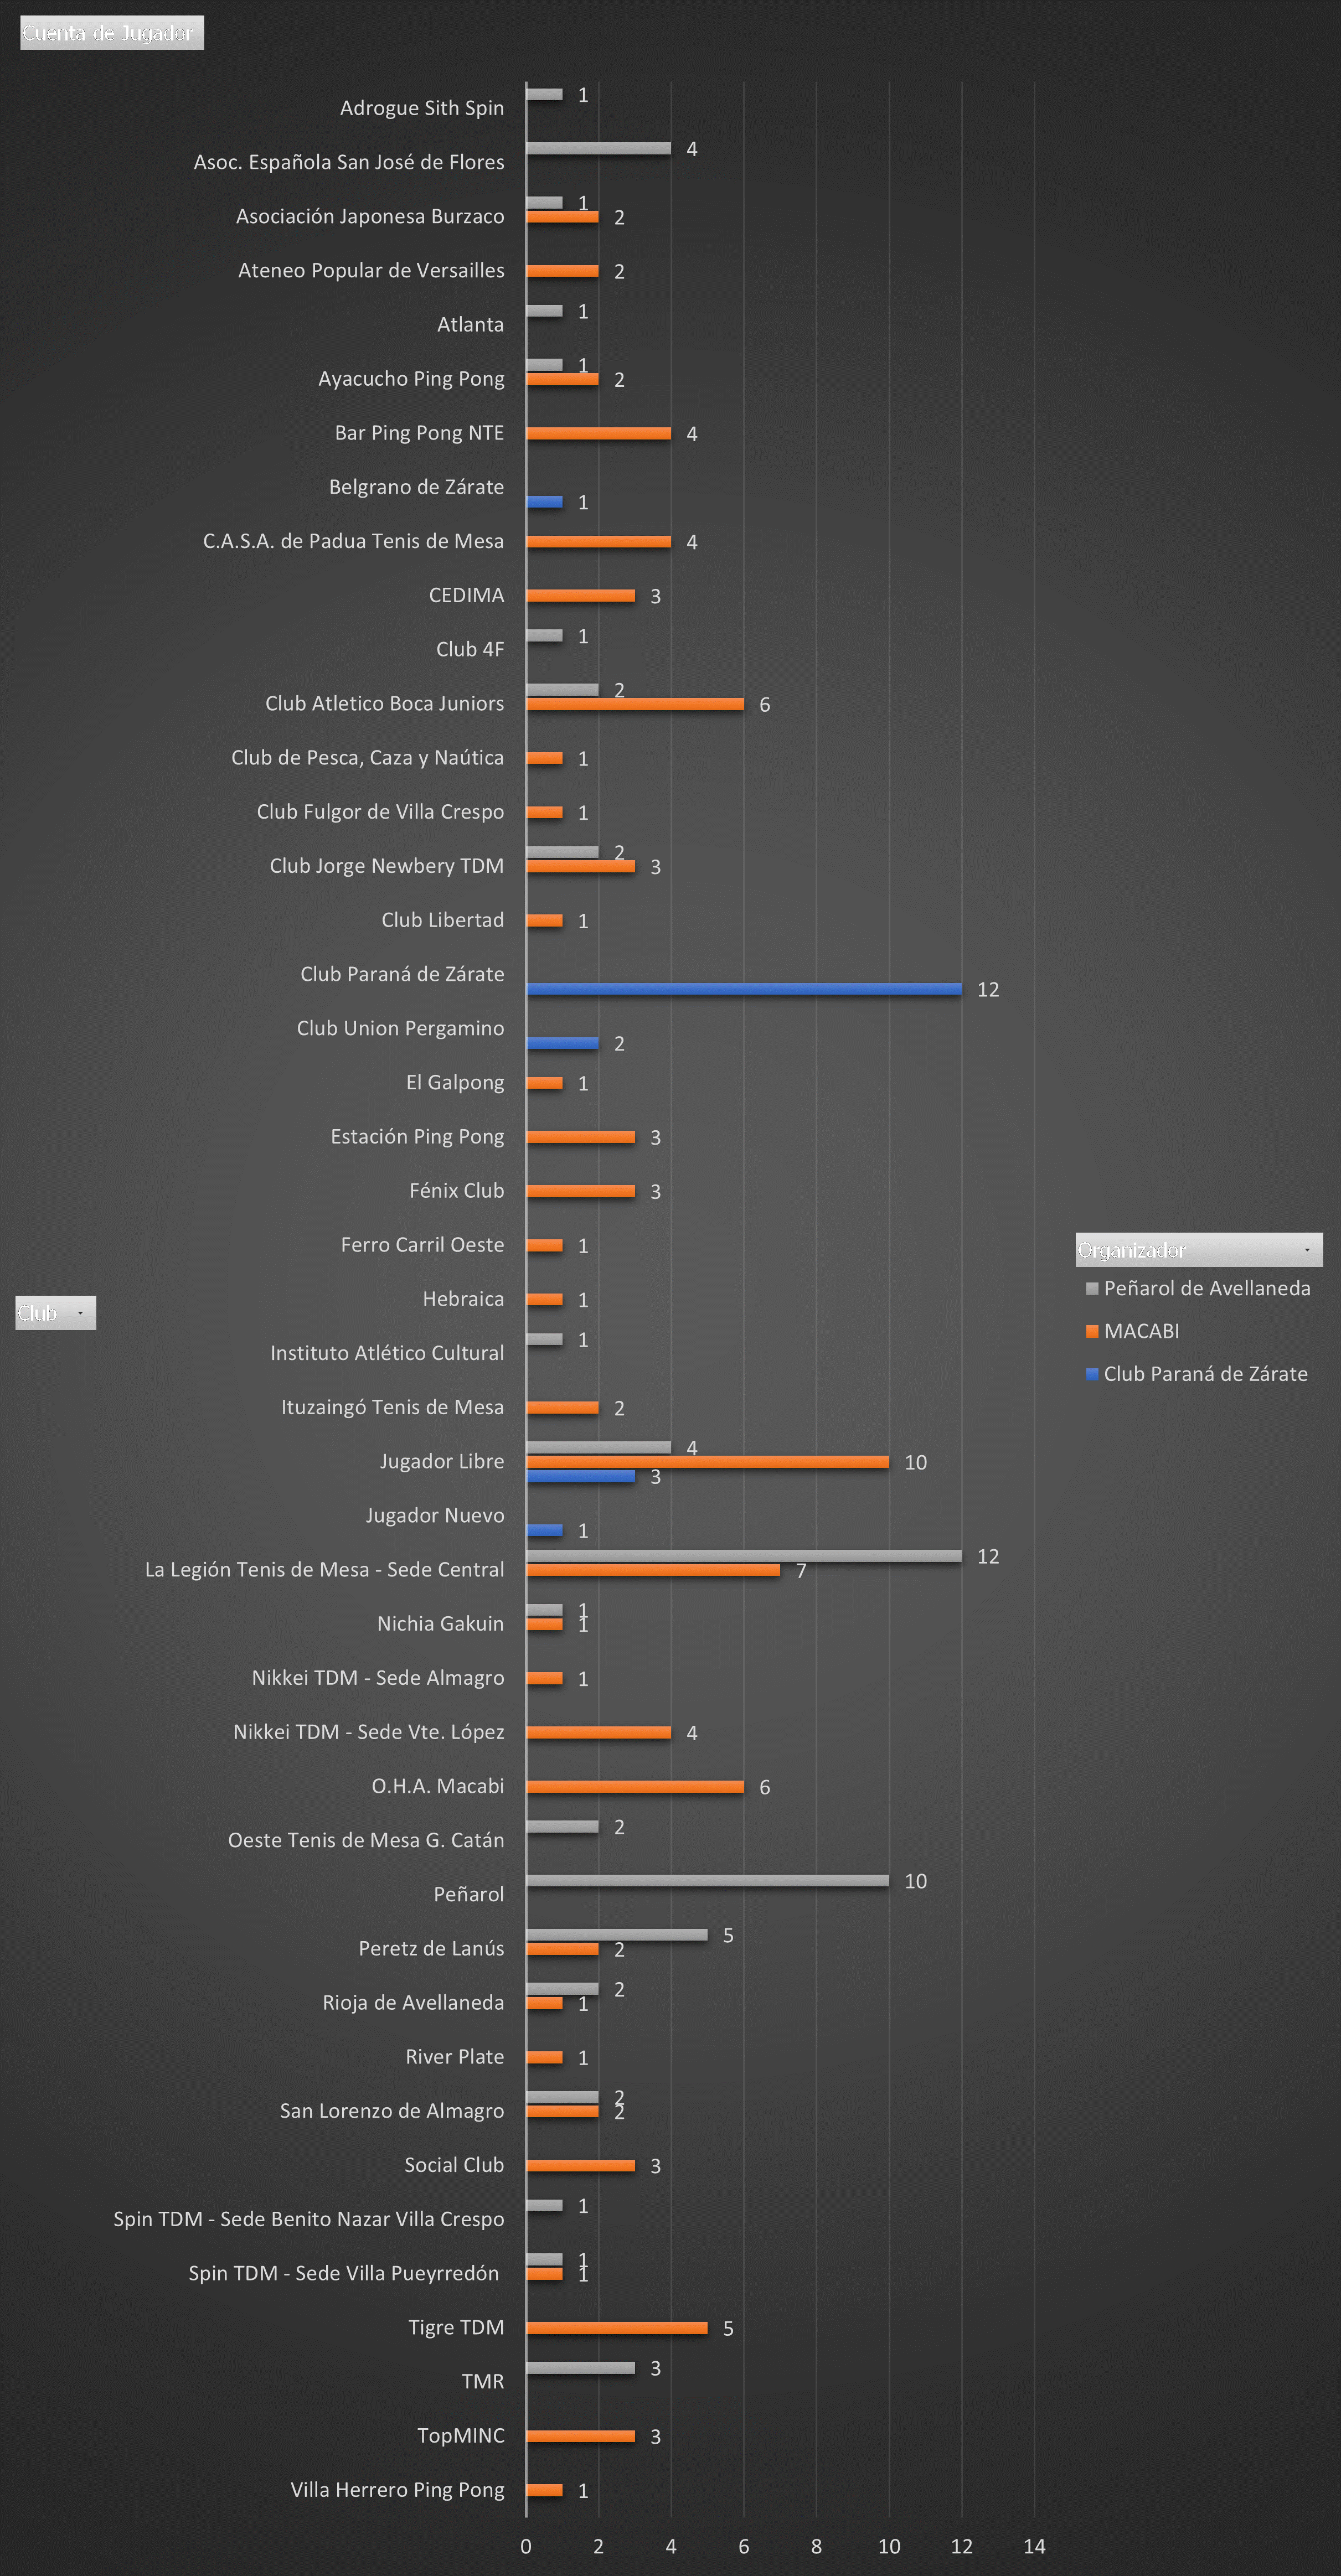 Cuenta de Jugador
Adrogue Sith Spin 1
Asoc. Española San José de Flores 4
Asociación Japonesa Burzaco 1 2
Ateneo Popular de Versailles 2
Atlanta 1
Ayacucho Ping Pong 1 2
Bar Ping Pong NTE 4
Belgrano de Zárate 1
C.A.S.A. de Padua Tenis de Mesa 4
CEDIMA 3
Club 4F 1
Club Atletico Boca Juniors 2 6
Club de Pesca, Caza y Naútica 1
Club Fulgor de Villa Crespo 1
Club Jorge Newbery TDM 2 3
Club Libertad 1
Club Paraná de Zárate 12
Club Union Pergamino 2
El Galpong 1
Estación Ping Pong 3
Fénix Club 3
Ferro Carril Oeste 1
Hebraica 1
Instituto Atlético Cultural 1
Ituzaingó Tenis de Mesa 2
Jugador Libre 4 10 3
Jugador Nuevo 1
La Legión Tenis de Mesa - Sede Central 12 7
Nichia Gakuin 1 1
Nikkei TDM - Sede Almagro 1
Nikkei TDM - Sede Vte. López 4
O.H.A. Macabi 6
Oeste Tenis de Mesa G. Catán 2
Peñarol 10
Peretz de Lanús 5 2
Rioja de Avellaneda 2 1
River Plate 1
San Lorenzo de Almagro 2 2
Social Club 3
Spin TDM - Sede Benito Nazar Villa Crespo 1
Spin TDM - Sede Villa Pueyrredón 1 1
Tigre TDM 5
TMR 3
TopMINC 3
Villa Herrero Ping Pong 1
0 2 4 6 8 10 12 14
Club
Organizador
Peñarol de Avellaneda
MACABI
Club Paraná de Zárate